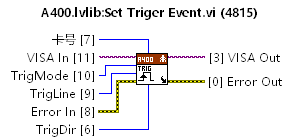 A400.lvlib:Set Triger Event.vi (4815)
卡号 [7]
VISA In [11]
TrigMode [10]
TrigLine [9]
Error In [8]
TrigDir [6]
A400
TRIG
[3] VISA Out
[0] Error Out